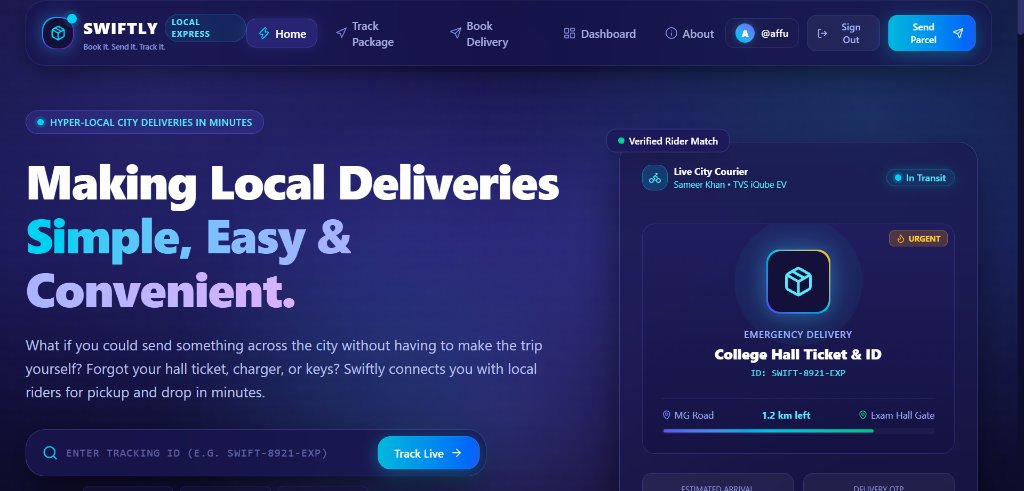 SWIFTLY
Book it. Send it. Track it.
LOCAL
EXPRESS
Home
Track
Package
Book
Delivery
Dashboard
About
A
@affu
Sign
Out
Send
Parcel
HYPER-LOCAL CITY DELIVERIES IN MINUTES
Making Local Deliveries
Simple, Easy &
Convenient.
What if you could send something across the city without having to make the trip
yourself? Forgot your hall ticket, charger, or keys? Swiftly connects you with local
riders for pickup and drop in minutes.
ENTER TRACKING ID (E.G. SWIFT-8921-EXP)
Track Live
Verified Rider Match
Live City Courier
Sameer Khan • TVS iQube EV
In Transit
URGENT
EMERGENCY DELIVERY
College Hall Ticket & ID
ID: SWIFT-8921-EXP
MG Road
1.2 km left
Exam Hall Gate
ESTIMATED ARRIVAL
DELIVERY OTP